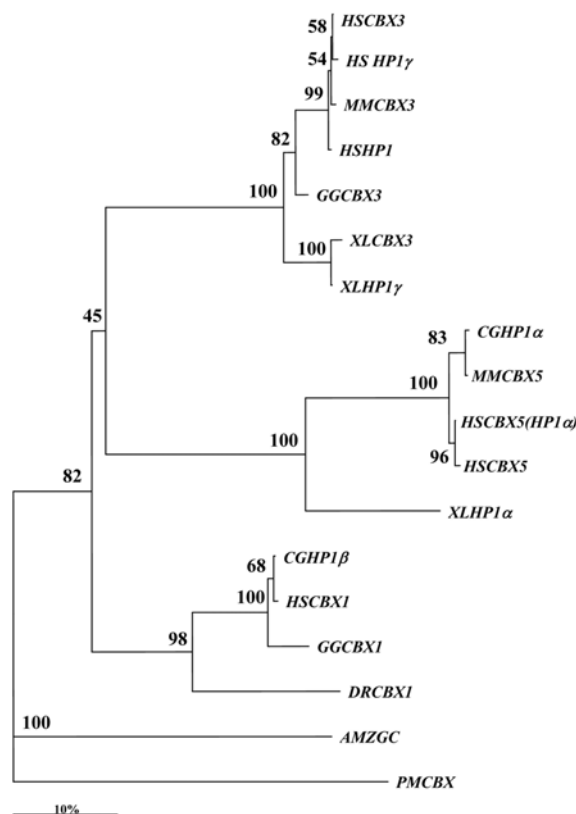 58
HSCBX3
54
HS HP1γ
99
MMCBX3
82
HSHP1
100
GGCBX3
100
XLCBX3
XLHP1γ
45
83
CGHP1α
100
MMCBX5
HSCBX5(HP1α)
100
96
HSCBX5
82
XLHP1α
68
CGHP1β
100
HSCBX1
98
GGCBX1
DRCBX1
100
AMZGC
PMCBX
10%